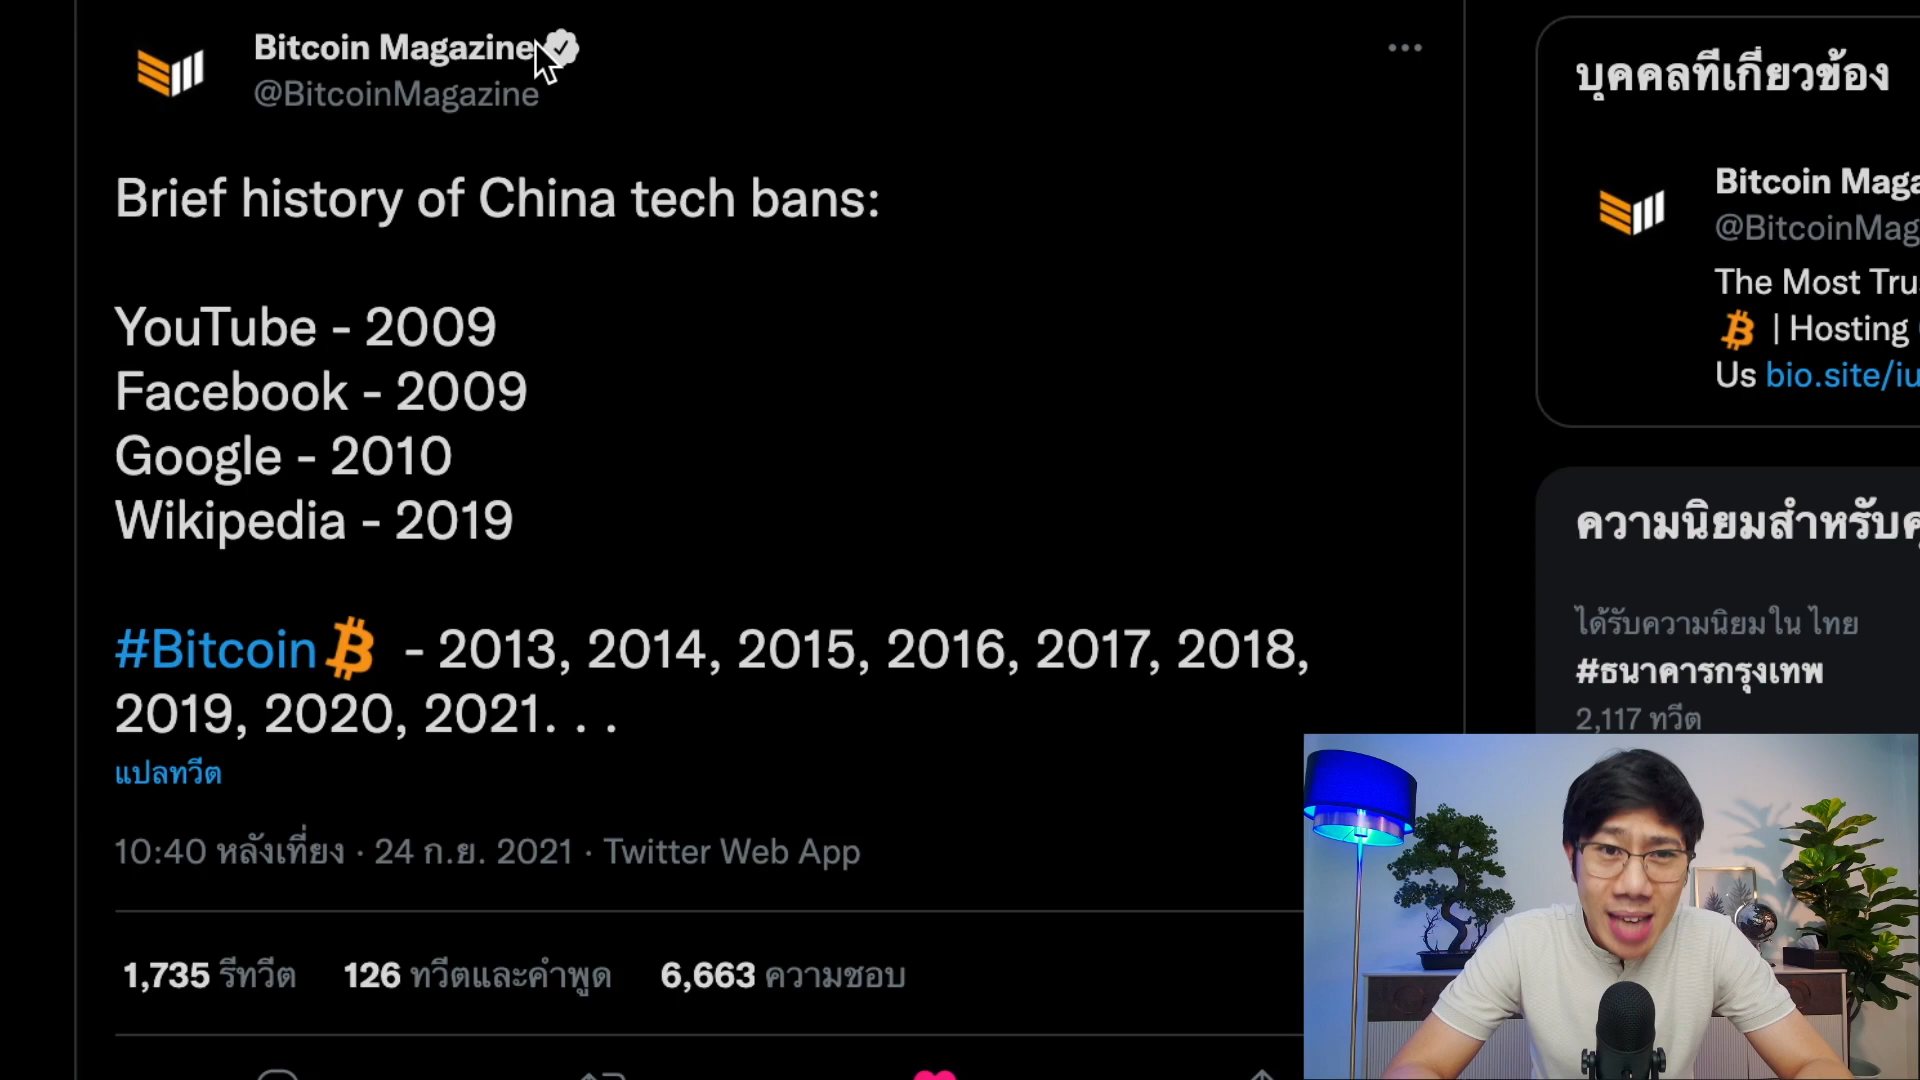 Bitcoin Magazine
@BitcoinMagazine
Brief history of China tech bans:
YouTube - 2009
Facebook - 2009
Google - 2010
Wikipedia - 2019
#Bitcoin - 2013, 2014, 2015, 2016, 2017, 2018,
2019, 2020, 2021. . .
แปลทวีต
10:40 หลังเที่ยง · 24 ก.ย. 2021 · Twitter Web App
1,735 รีทวีต 126 ทวีตและคำพูด 6,663 ความชอบ
บุคคลที่เกี่ยวข้อง
Bitcoin Maga
@BitcoinMag
The Most Tru
| Hosting
Us bio.site/iu
ความนิยมสำหรับ
ได้รับความนิยมใน ไทย
#ธนาคารกรุงเทพ
2,117 ทวีต